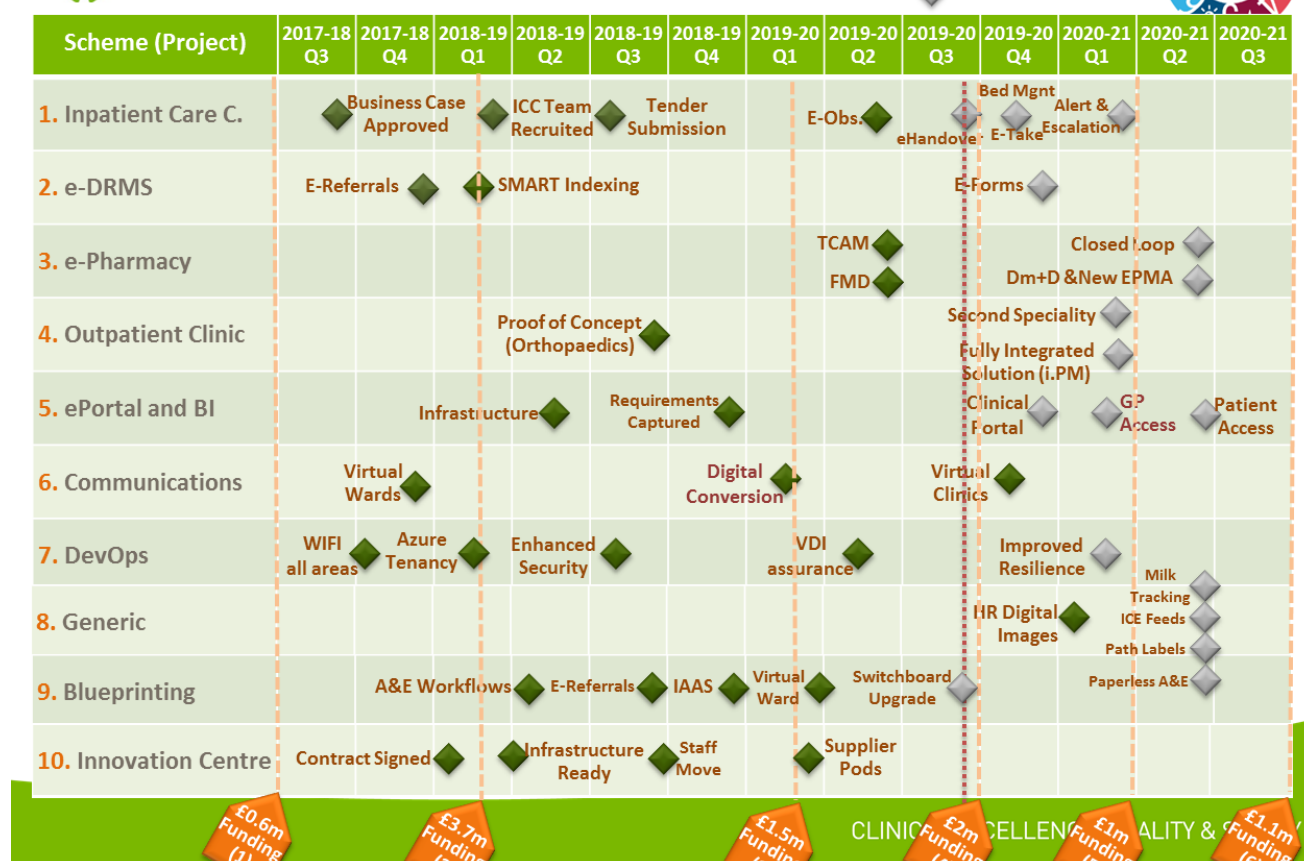 Scheme (Project)
2017-18 Q3
2017-18 Q4
2018-19 Q1
2018-19 Q2
2018-19 Q3
2018-19 Q4
2019-20 Q1
2019-20 Q2
2019-20 Q3
2019-20 Q4
2020-21 Q1
2020-21 Q2
2020-21 Q3
1. Inpatient Care C.
Business Case
Approved
ICC Team
Recruited
Tender
Submission
E-Obs.
eHandover
Bed Mgnt
E-Take
Alert &
Escalation
2. e-DRMS
E-Referrals
SMART Indexing
E-Forms
3. e-Pharmacy
TCAM
FMD
Closed Loop
Dm+D &New EPMA
4. Outpatient Clinic
Proof of Concept
(Orthopaedics)
Second Speciality
Fully Integrated
Solution (i.PM)
5. ePortal and BI
Infrastructure
Requirements
Captured
Clinical
Portal
GP
Access
Patient
Access
6. Communications
Virtual
Wards
Digital
Conversion
Virtual
Clinics
7. DevOps
WIFI
all areas
Azure
Tenancy
Enhanced
Security
VDI
assurance
Improved
Resilience
8. Generic
HR Digital
Images
Milk
Tracking
ICE Feeds
Path Labels
9. Blueprinting
A&E Workflows
E-Referrals
IAAS
Virtual
Ward
Switchboard
Upgrade
Paperless A&E
10. Innovation Centre
Contract Signed
Infrastructure
Ready
Staff
Move
Supplier
Pods
£0.6m
Funding
(1)
£3.7m
Funding
£1.5m
Funding
£2m
Funding
£1m
Funding
£1.1m
Funding